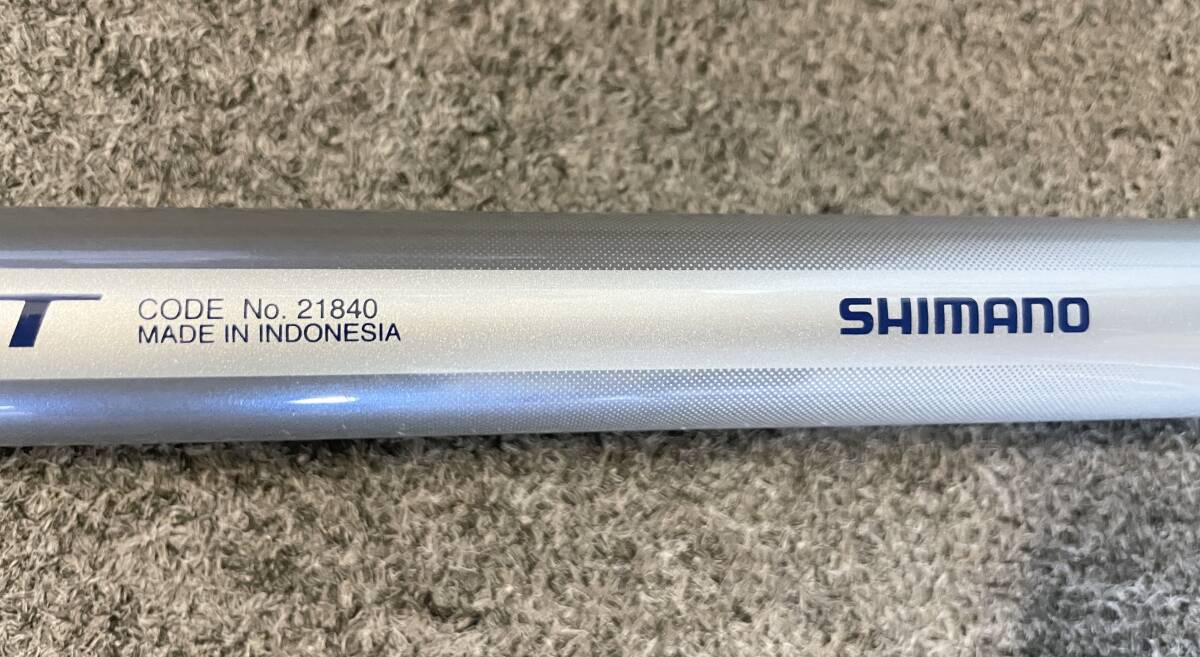 T
CODE No. 21840
MADE IN INDONESIA
SHIMANO